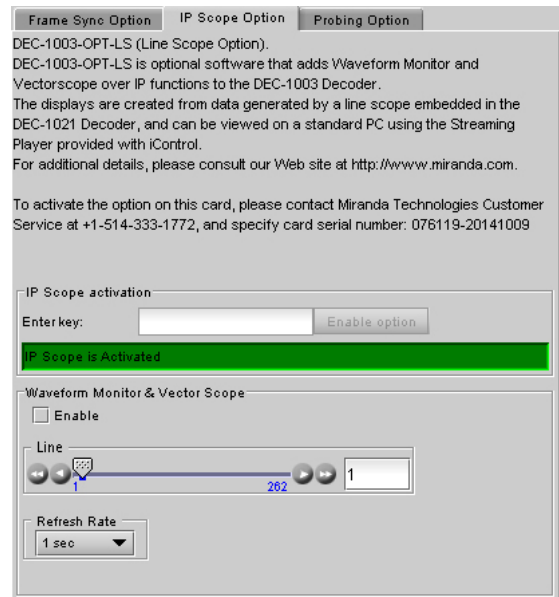 Frame Sync Option
IP Scope Option
Probing Option
DEC-1003-OPT-LS (Line Scope Option).
DEC-1003-OPT-LS is optional software that adds Waveform Monitor and
Vectorscope over IP functions to the DEC-1003 Decoder.
The displays are created from data generated by a line scope embedded in the
DEC-1021 Decoder, and can be viewed on a standard PC using the Streaming
Player provided with iControl.
For additional details, please consult our Web site at http://www.miranda.com.
To activate the option on this card, please contact Miranda Technologies Customer
Service at +1-514-333-1772, and specify card serial number: 076119-20141009
IP Scope activation
Enter key:
Enable option
IP Scope is Activated
Waveform Monitor & Vector Scope
Enable
Line
1
262
1
Refresh Rate
1 sec